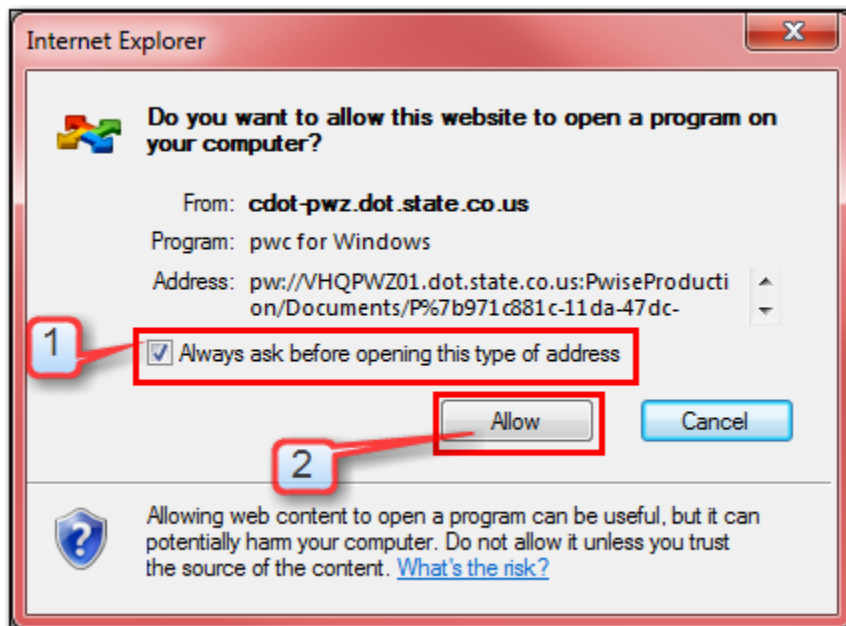 Internet Explorer
X
Do you want to allow this website to open a program on
your computer?
From: cdot-pwz.dot.state.co.us
Program: pwc for Windows
Address: pw://VHQPWZ01.dot.state.co.us:PwiseProducti
on/Documents/P%7b971c881c-11da-47dc-
1
Always ask before opening this type of address
Allow
Cancel
2
Allowing web content to open a program can be useful, but it can
potentially harm your computer. Do not allow it unless you trust
the source of the content. What's the risk?